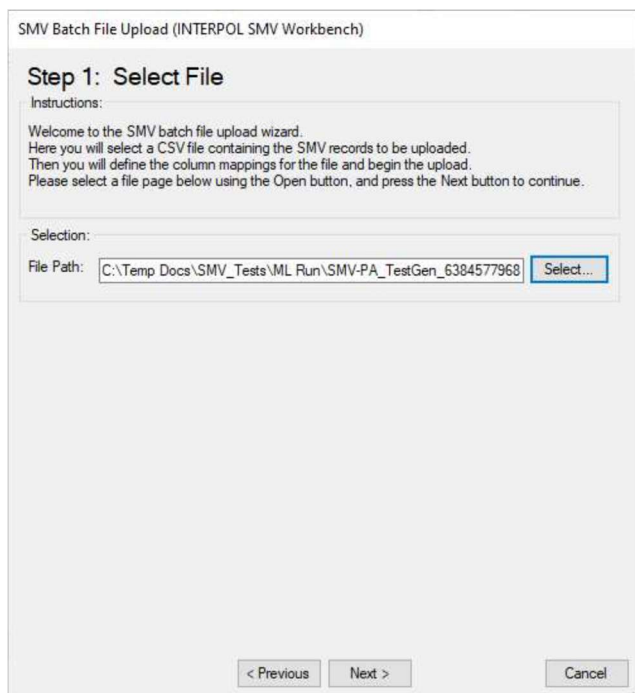 SMV Batch File Upload (INTERPOL SMV Workbench)
Step 1: Select File
Instructions:
Welcome to the SMV batch file upload wizard.
Here you will select a CSV file containing the SMV records to be uploaded.
Then you will define the column mappings for the file and begin the upload.
Please select a file page below using the Open button, and press the Next button to continue.
Selection:
File Path: C:\Temp Docs\SMV_Tests\ML Run\SMV-PA_TestGen_6384577968 Select...
< Previous Next > Cancel